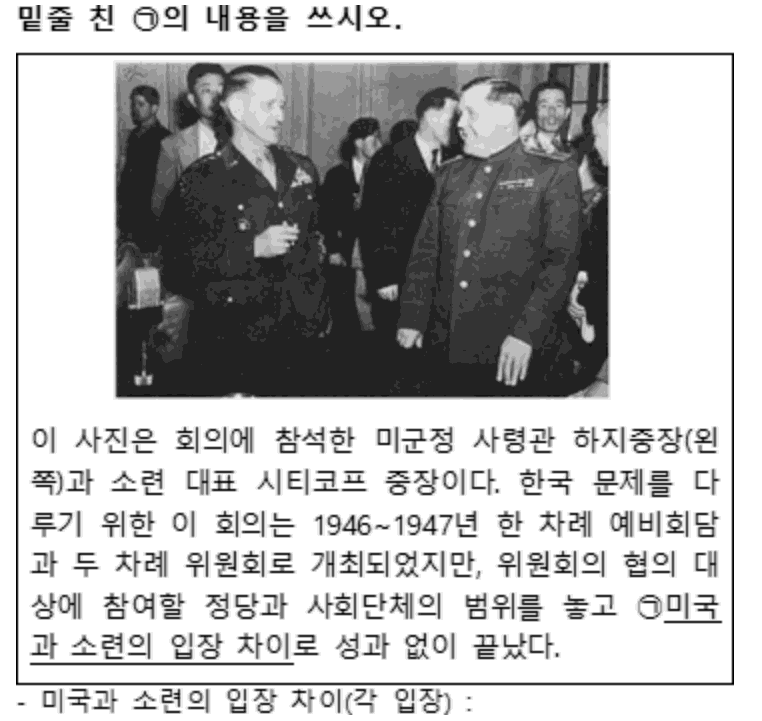 밑줄 친 ㉠의 내용을 쓰시오.
이 사진은 회의에 참석한 미군정 사령관 하지중장(왼
쪽)과 소련 대표 시티코프 중장이다. 한국 문제를 다
루기 위한 이 회의는 1946~1947년 한 차례 예비회담
과 두 차례 위원회로 개최되었지만, 위원회의 협의 대
상에 참여할 정당과 사회단체의 범위를 놓고 ㉠미국
과 소련의 입장 차이로 성과 없이 끝났다.
- 미국과 소련의 입장 차이(각 입장) :